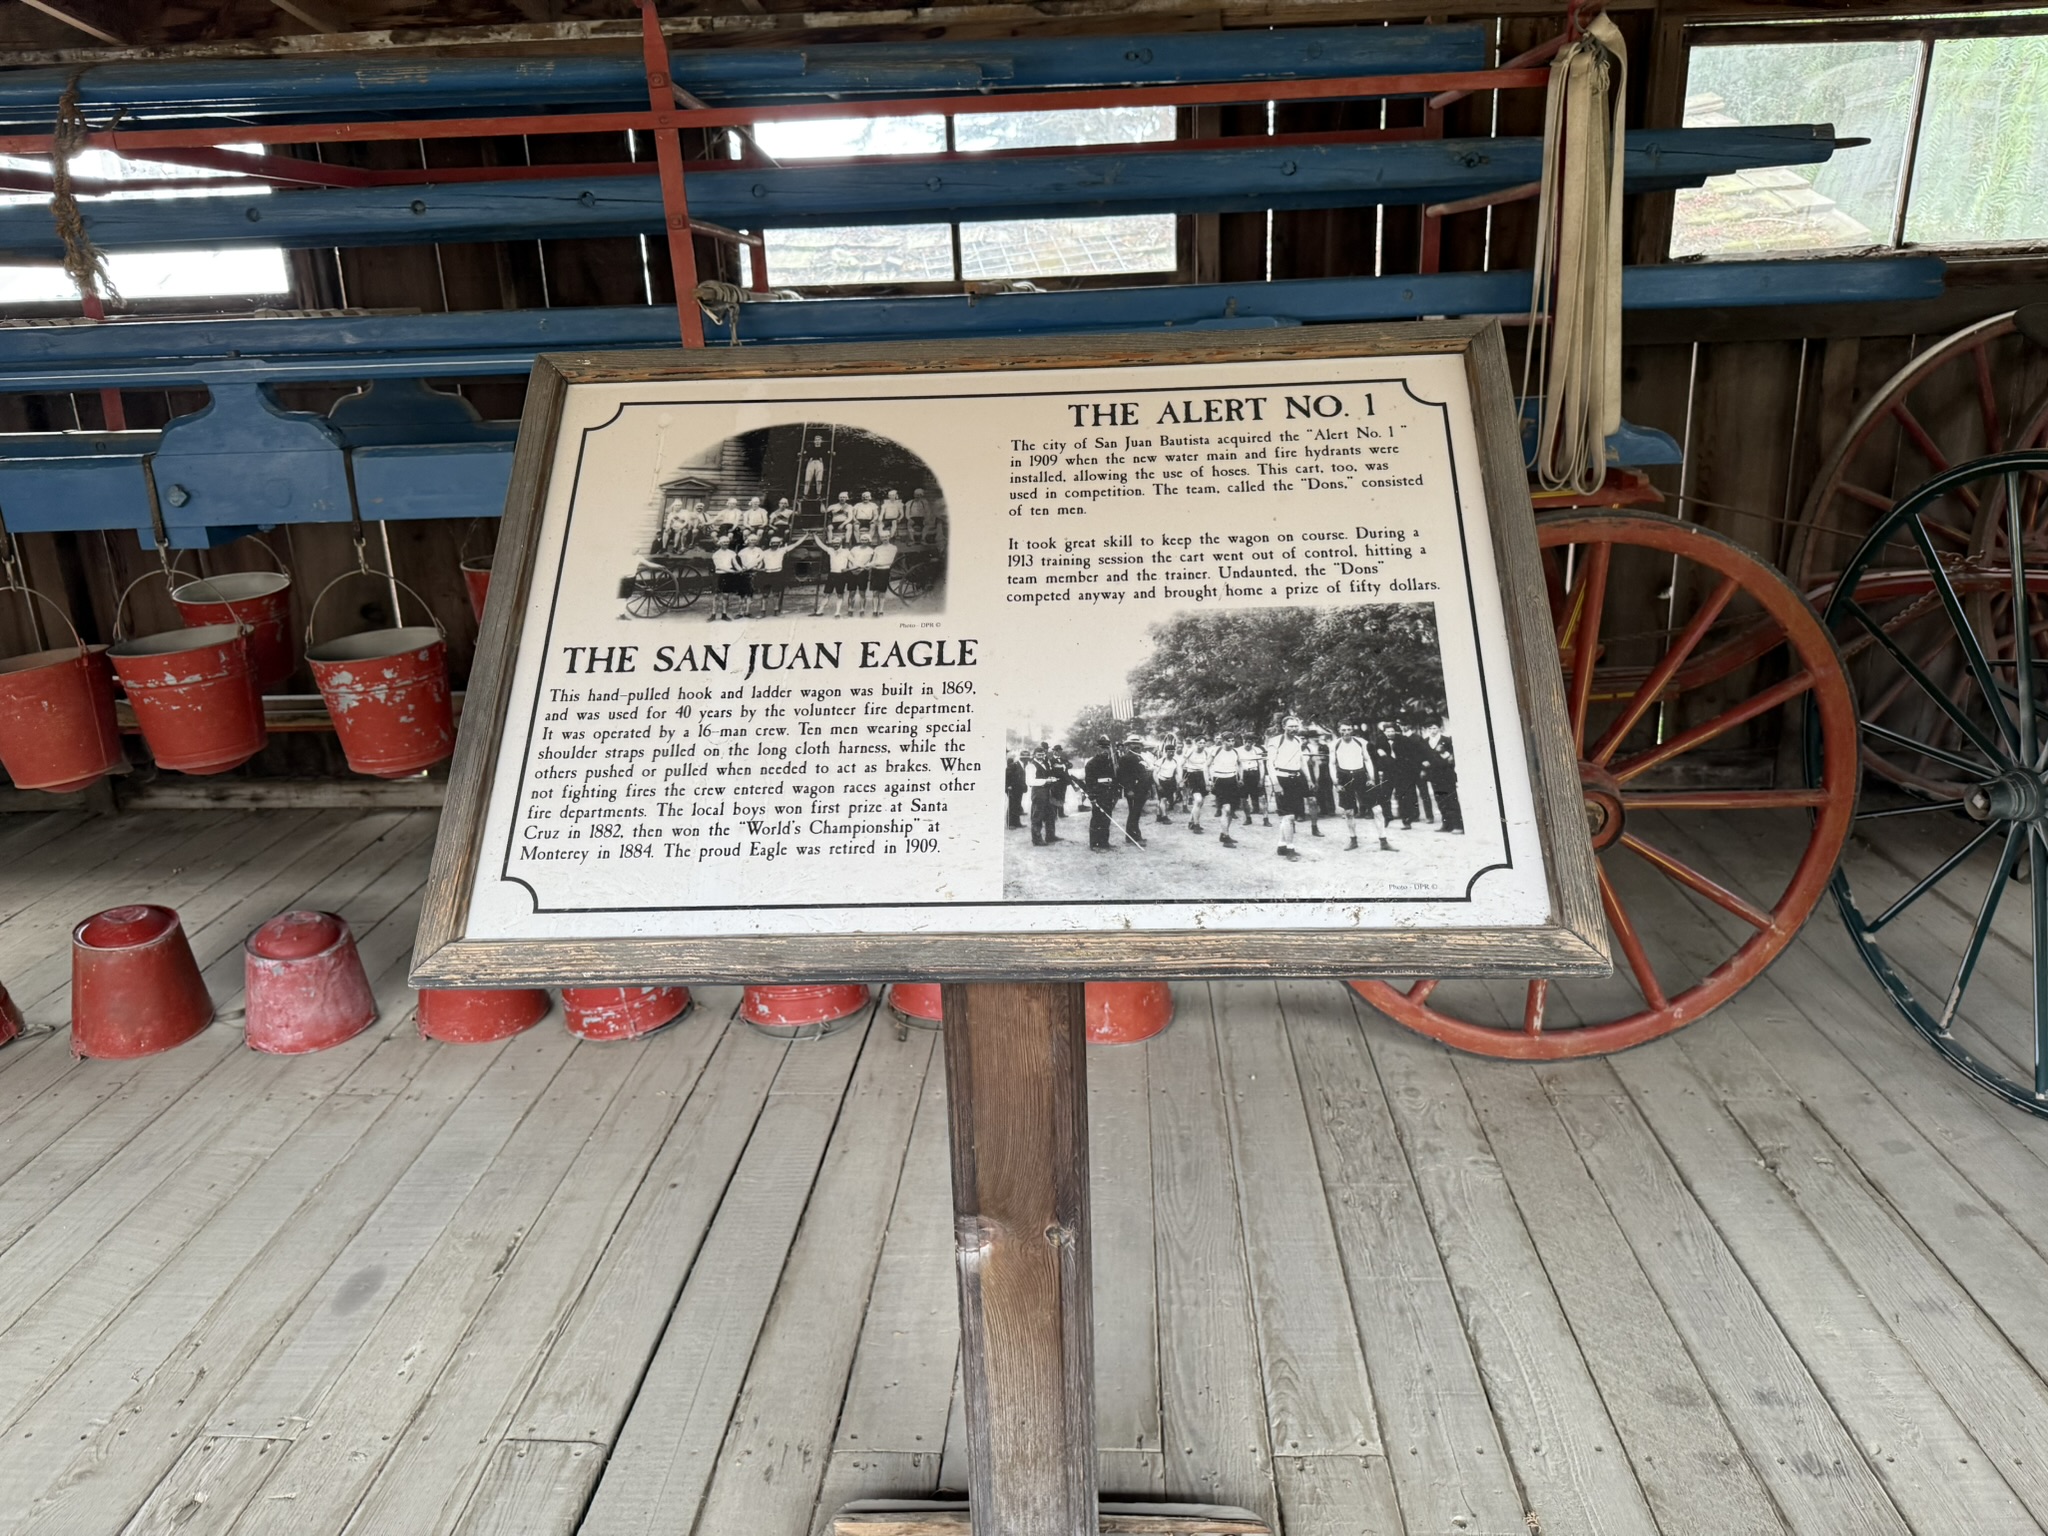 Photo - DPR ©
THE SAN JUAN EAGLE
This hand-pulled hook and ladder wagon was built in 1869,
and was used for 40 years by the volunteer fire department.
It was operated by a 16-man crew. Ten men wearing special
shoulder straps pulled on the long cloth harness, while the
others pushed or pulled when needed to act as brakes. When
not fighting fires the crew entered wagon races against other
fire departments. The local boys won first prize at Santa
Cruz in 1882, then won the "World's Championship" at
Monterey in 1884. The proud Eagle was retired in 1909.
THE ALERT NO. 1
The city of San Juan Bautista acquired the "Alert No. 1 "
in 1909 when the new water main and fire hydrants were
installed, allowing the use of hoses. This cart, too, was
used in competition. The team, called the "Dons," consisted
of ten men.
It took great skill to keep the wagon on course. During a
1913 training session the cart went out of control, hitting a
team member and the trainer. Undaunted, the "Dons"
competed anyway and brought home a prize of fifty dollars.
Photo - DPR ©